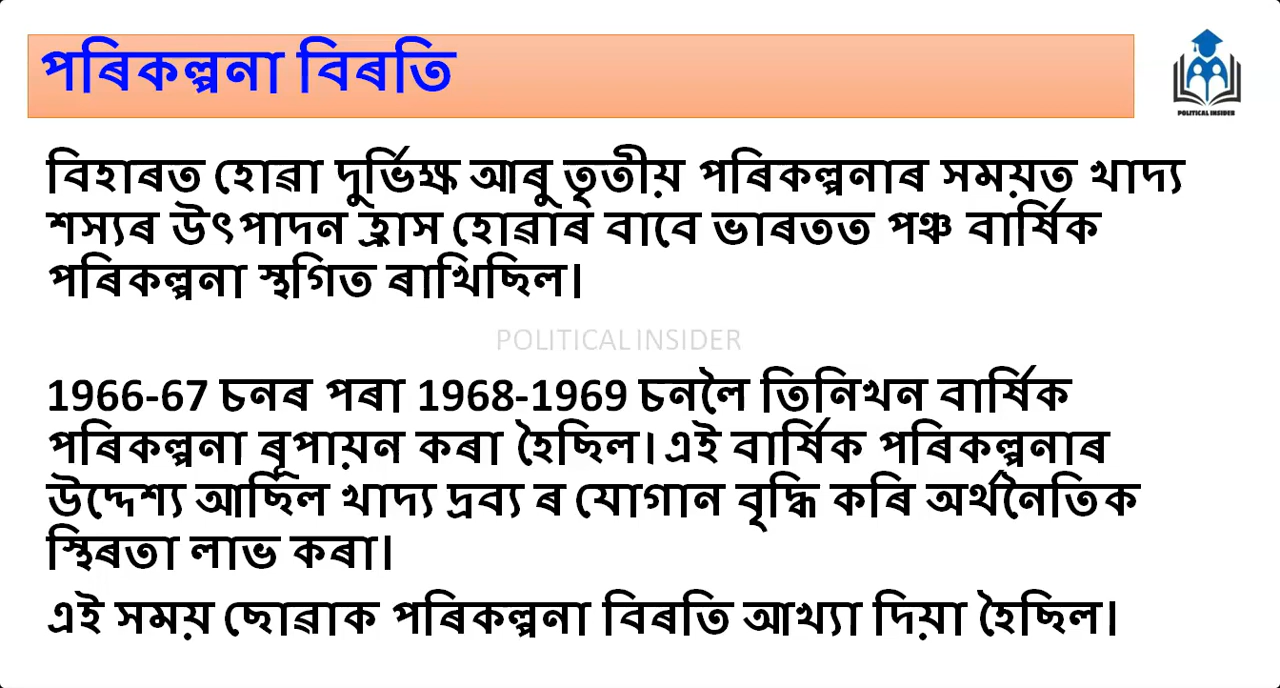 পৰিকল্পনা বিৰতি
POLITICAL INSIDER
বিহাৰত হোৱা দুৰ্ভিক্ষ আৰু তৃতীয় পৰিকল্পনাৰ সময়ত খাদ্য
শস্যৰ উৎপাদন হ্ৰাস হোৱাৰ বাবে ভাৰতত পঞ্চ বাৰ্ষিক
পৰিকল্পনা স্থগিত ৰাখিছিল।
POLITICAL INSIDER
1966-67 চনৰ পৰা 1968-1969 চনলৈ তিনিখন বাৰ্ষিক
পৰিকল্পনা ৰূপায়ন কৰা হৈছিল। এই বাৰ্ষিক পৰিকল্পনাৰ
উদ্দেশ্য আছিল খাদ্য দ্ৰব্য ৰ যোগান বৃদ্ধি কৰি অৰ্থনৈতিক
স্থিৰতা লাভ কৰা।
এই সময় ছোৱাক পৰিকল্পনা বিৰতি আখ্যা দিয়া হৈছিল।